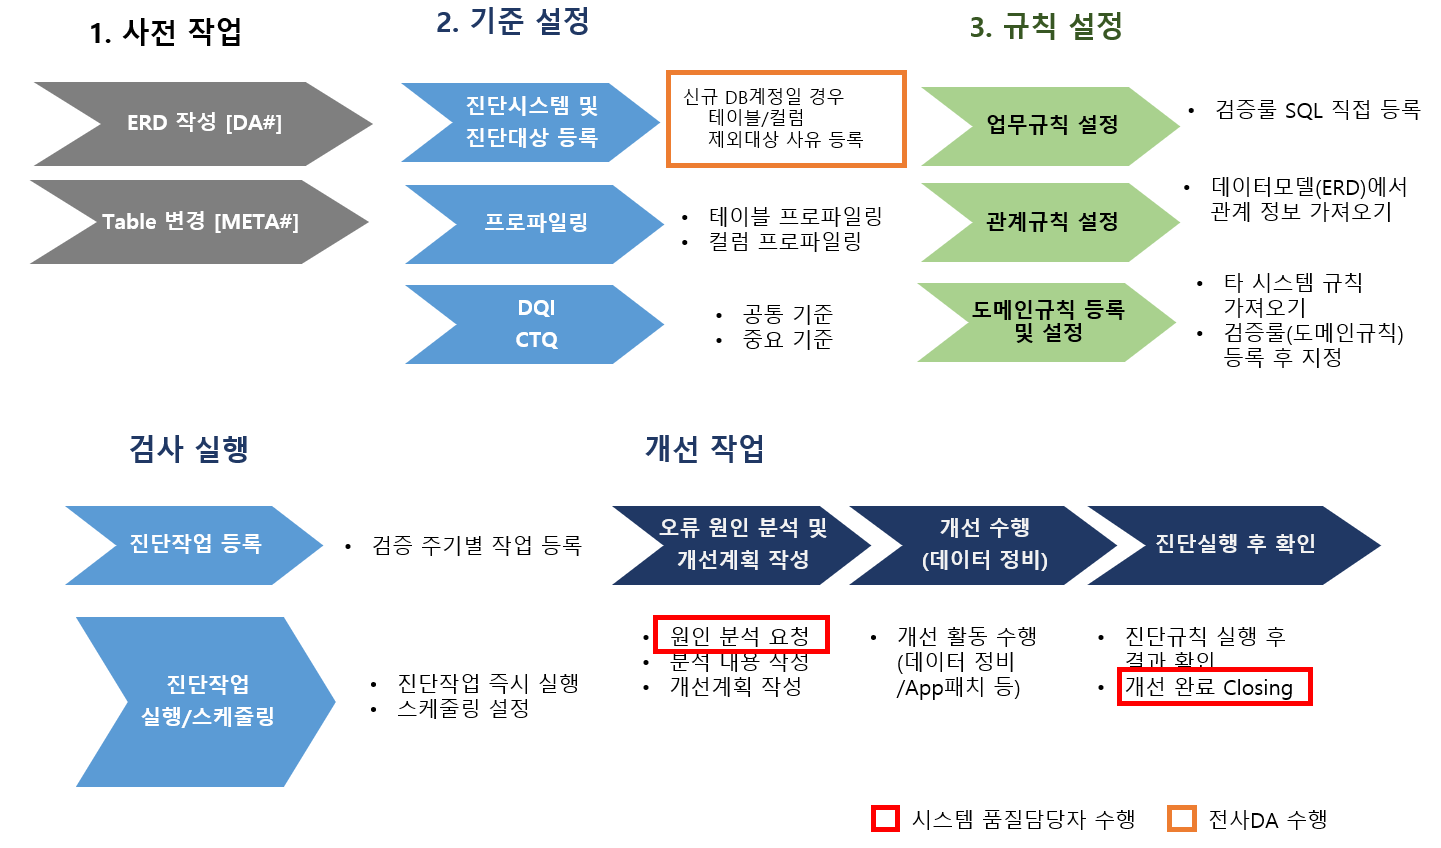 1. 사전 작업
ERD 작성 [DA#]
Table 변경 [META#]
2. 기준 설정
진단시스템 및
진단대상 등록
신규 DB계정일 경우
테이블/컬럼
제외대상 사유 등록
프로파일링
• 테이블 프로파일링
• 컬럼 프로파일링
DQI
CTQ
• 공통 기준
• 중요 기준
3. 규칙 설정
업무규칙 설정
• 검증룰 SQL 직접 등록
관계규칙 설정
• 데이터모델(ERD)에서
관계 정보 가져오기
도메인규칙 등록
및 설정
• 타 시스템 규칙
가져오기
• 검증룰(도메인규칙)
등록 후 지정
검사 실행
진단작업 등록
• 검증 주기별 작업 등록
진단작업
실행/스케줄링
• 진단작업 즉시 실행
• 스케줄링 설정
개선 작업
오류 원인 분석 및
개선계획 작성
• 원인 분석 요청
• 분석 내용 작성
• 개선계획 작성
개선 수행
(데이터 정비)
• 개선 활동 수행
(데이터 정비
/App패치 등)
진단실행 후 확인
• 진단규칙 실행 후
결과 확인
• 개선 완료 Closing
시스템 품질담당자 수행
전사DA 수행